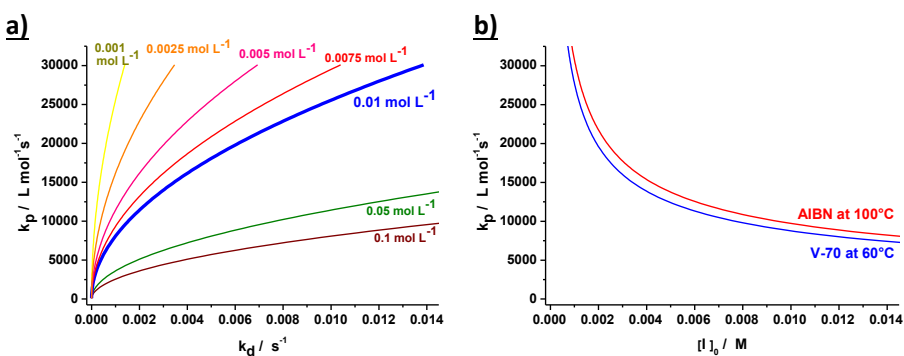 a)
0.001
mol L-1
0.0025 mol L-1
0.005 mol L-1
0.0075 mol L-1
0.01 mol L-1
0.05 mol L-1
0.1 mol L-1
30000
25000
20000
15000
10000
5000
0
kp / L mol-1s-1
0.000 0.002 0.004 0.006 0.008 0.010 0.012 0.014
kd / s-1
b)
30000
25000
20000
15000
10000
5000
0
kp / L mol-1s-1
AIBN at 100°C
V-70 at 60°C
0.000 0.002 0.004 0.006 0.008 0.010 0.012 0.014
[I]0 / M